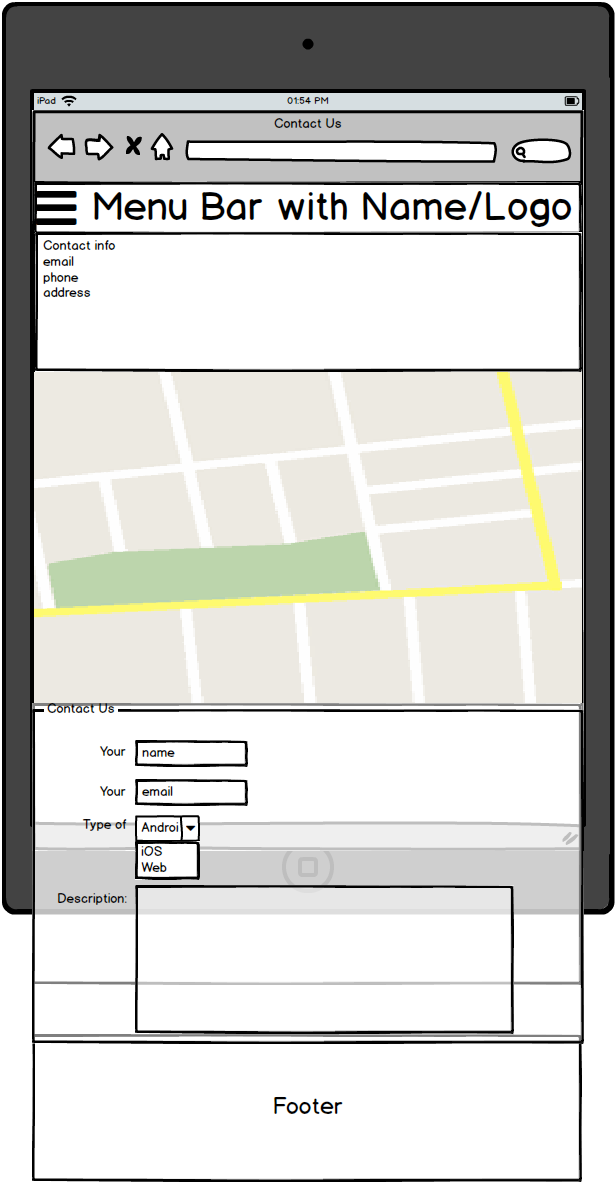 iPad 01:54 PM
Contact Us
Menu Bar with Name/Logo
Contact info
email
phone
address
Contact Us
Your name
Your email
Type of Androi
iOS
Web
Description:
Footer